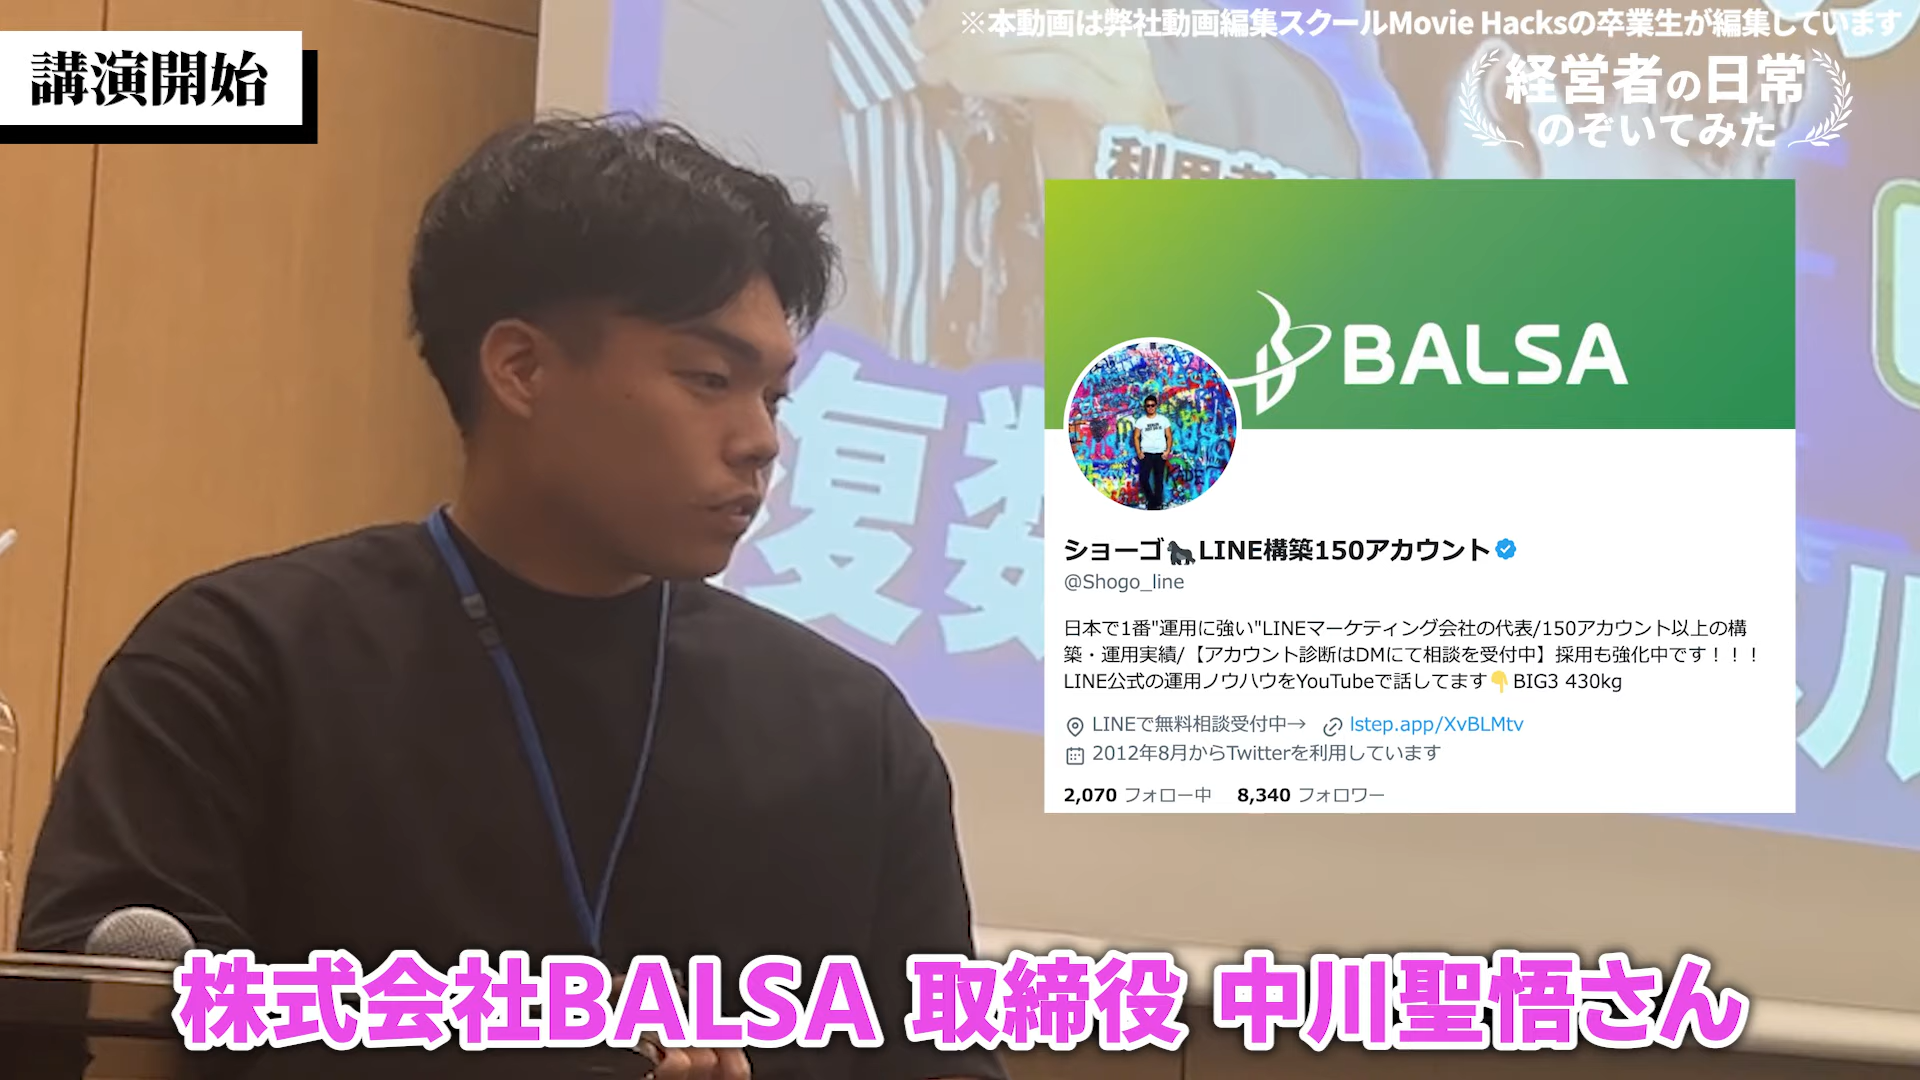 ※本動画は弊社動画編集スクールMovie Hacksの卒業生が編集しています
講演開始
経営者の日常
のぞいてみた
利用者
複数
BALSA
ショーゴ🦍LINE構築150アカウント
@Shogo_line
日本で1番"運用に強い"LINEマーケティング会社の代表/150アカウント以上の構
築・運用実績/【アカウント診断はDMにて相談を受付中】採用も強化中です！！！
LINE公式の運用ノウハウをYouTubeで話してます👇BIG3 430kg
LINEで無料相談受付中→ lstep.app/XvBLMtv
2012年8月からTwitterを利用しています
2,070 フォロー中 8,340 フォロワー
株式会社BALSA 取締役 中川聖悟さん